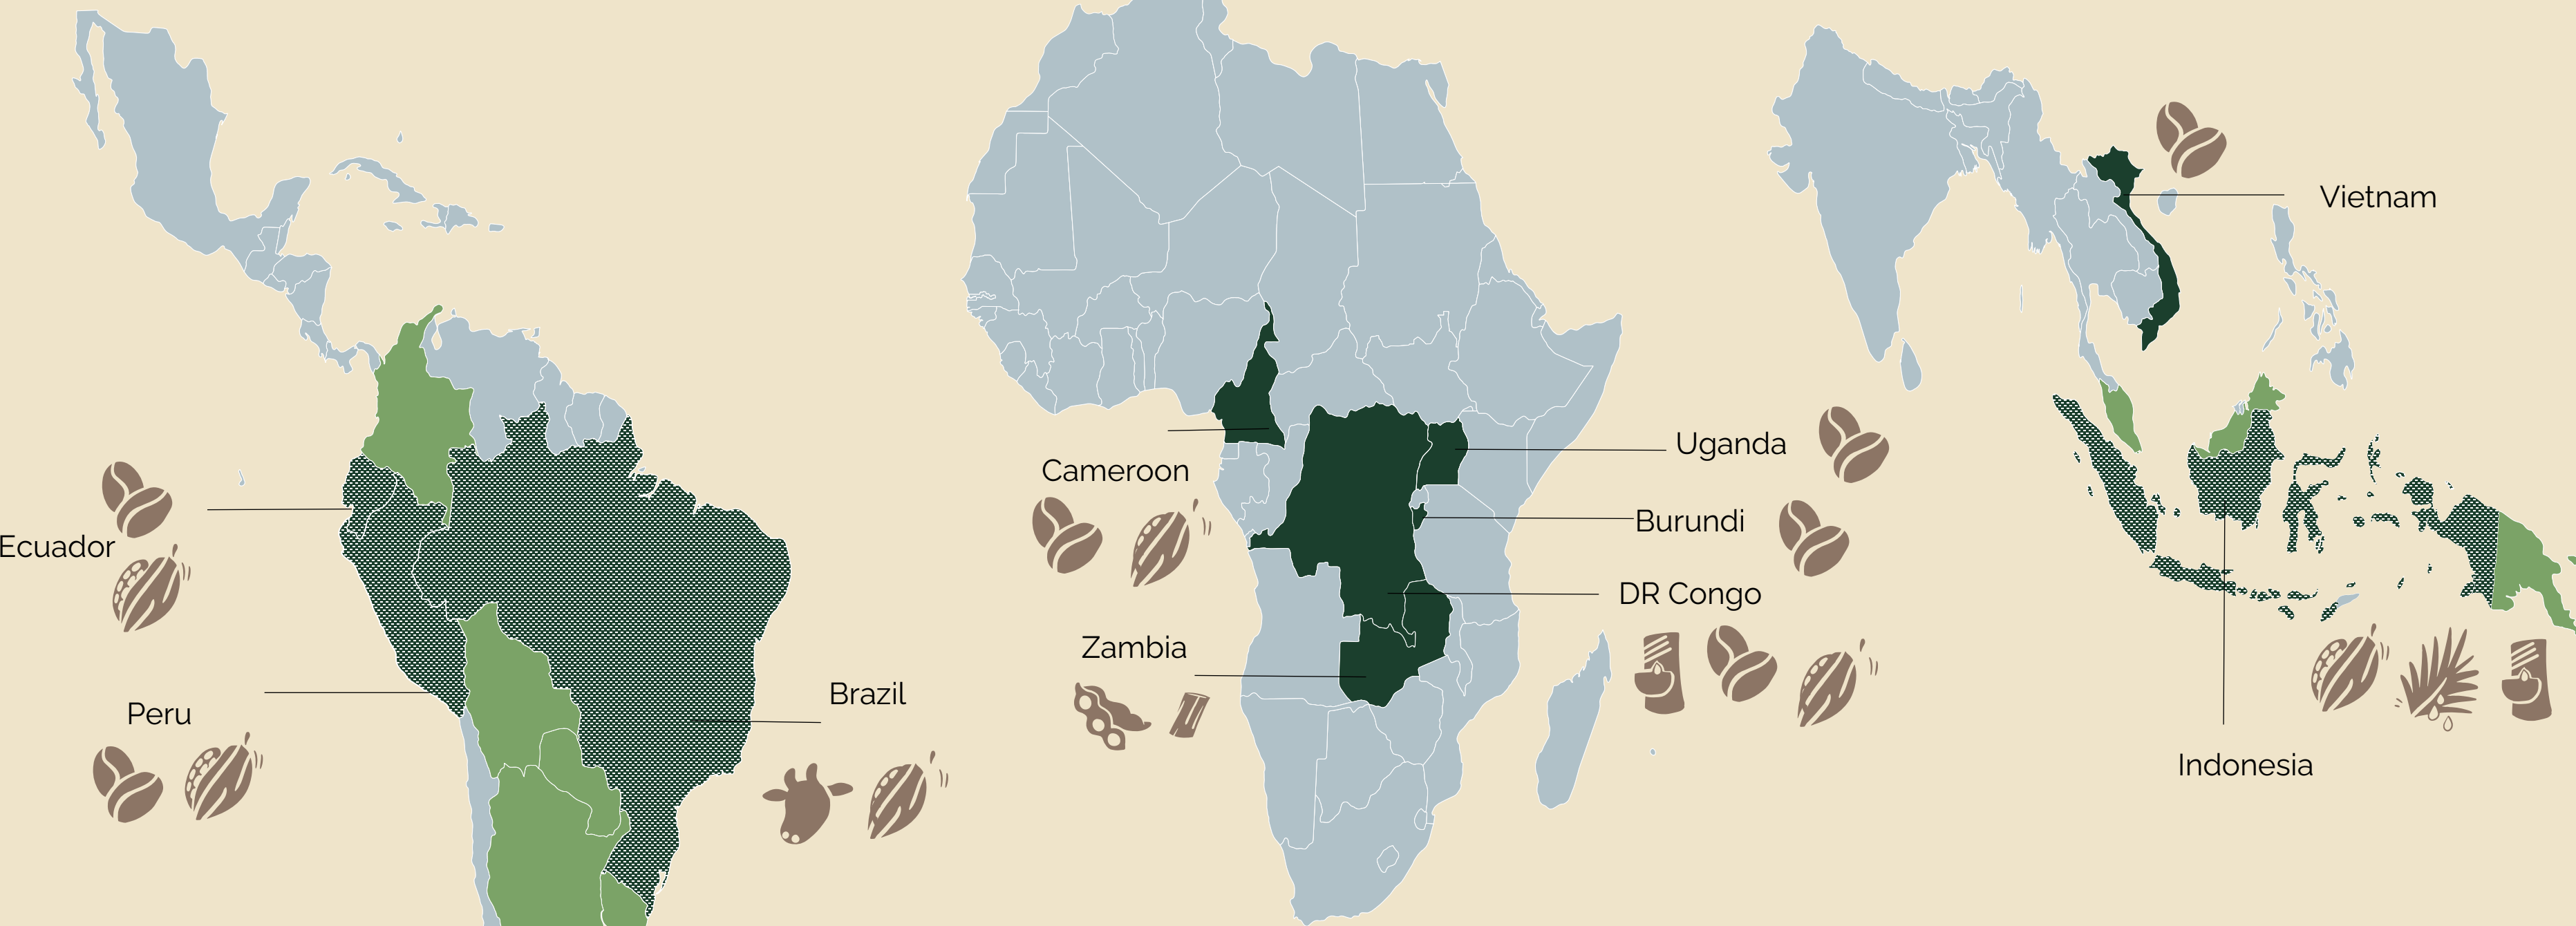 Ecuador
Peru
Brazil
Cameroon
Zambia
Uganda
Burundi
DR Congo
Vietnam
Indonesia